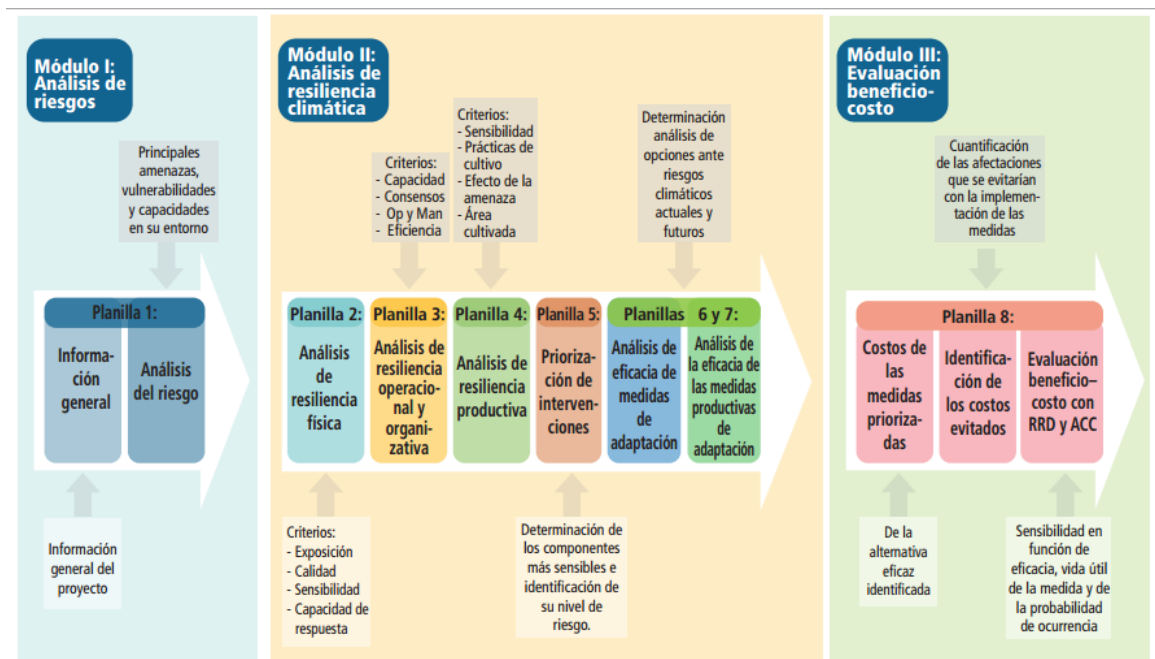 Módulo I:
Análisis de
riesgos
Principales
amenazas,
vulnerabilidades
y capacidades
en su entorno
Planilla 1:
Informa-
ción
general
Análisis
del riesgo
Información
general del
proyecto
Módulo II:
Análisis de
resiliencia
climática
Criterios:
- Capacidad
- Consensos
- Op y Man
- Eficiencia
Criterios:
- Sensibilidad
- Prácticas de
cultivo
- Efecto de la
amenaza
- Área
cultivada
Determinación
análisis de
opciones ante
riesgos
climáticos
actuales y
futuros
Planilla 2:
Análisis
de
resiliencia
física
Planilla 3:
Análisis de
resiliencia
operacio-
nal y
organi-
zativa
Planilla 4:
Análisis de
resiliencia
productiva
Planilla 5:
Prioriza-
ción de
interven-
ciones
Planillas 6 y 7:
Análisis de
eficacia de
medidas
de
adaptación
Análisis de
la eficacia de
las medidas
productivas
de
adaptación
Criterios:
- Exposición
- Calidad
- Sensibilidad
- Capacidad de
respuesta
Determinación de
los componentes
más sensibles e
identificación de
su nivel de
riesgo.
Módulo III:
Evaluación
beneficio-
costo
Cuantificación
de las afectaciones
que se evitarían
con la implemen-
tación de las
medidas
Planilla 8:
Costos de
las
medidas
prioriza-
das
Identifica-
ción de
los costos
evitados
Evaluación
beneficio–
costo con
RRD y ACC
De la
alternativa
eficaz
identificada
Sensibilidad en
función de
eficacia, vida útil
de la medida y de
la probabilidad
de ocurrencia